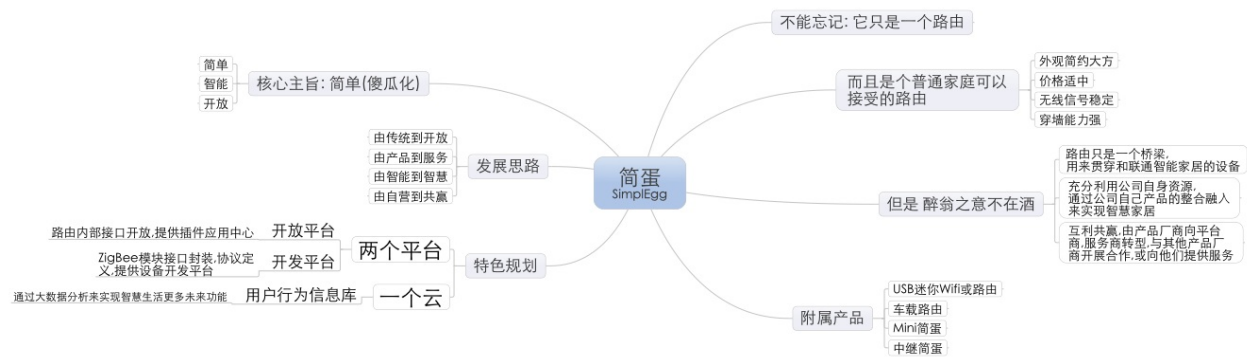 简蛋
SimplEgg
核心主旨: 简单(傻瓜化)
简单
智能
开放
发展思路
由传统到开放
由产品到服务
由智能到智慧
由自营到共赢
特色规划
两个平台
开放平台
路由内部接口开放,提供插件应用中心
开发平台
ZigBee模块接口封装,协议定
义,提供设备开发平台
一个云
用户行为信息库
通过大数据分析来实现智慧生活更多未来功能
不能忘记: 它只是一个路由
而且是个普通家庭可以
接受的路由
外观简约大方
价格适中
无线信号稳定
穿墙能力强
但是 醉翁之意不在酒
路由只是一个桥梁,
用来贯穿和联通智能家居的设备
充分利用公司自身资源,
通过公司自己产品的整合融入
来实现智慧家居
互利共赢,由产品厂商向平台
商,服务商转型,与其他产品厂
商开展合作,或向他们提供服务
附属产品
USB迷你Wifi或路由
车载路由
Mini简蛋
中继简蛋